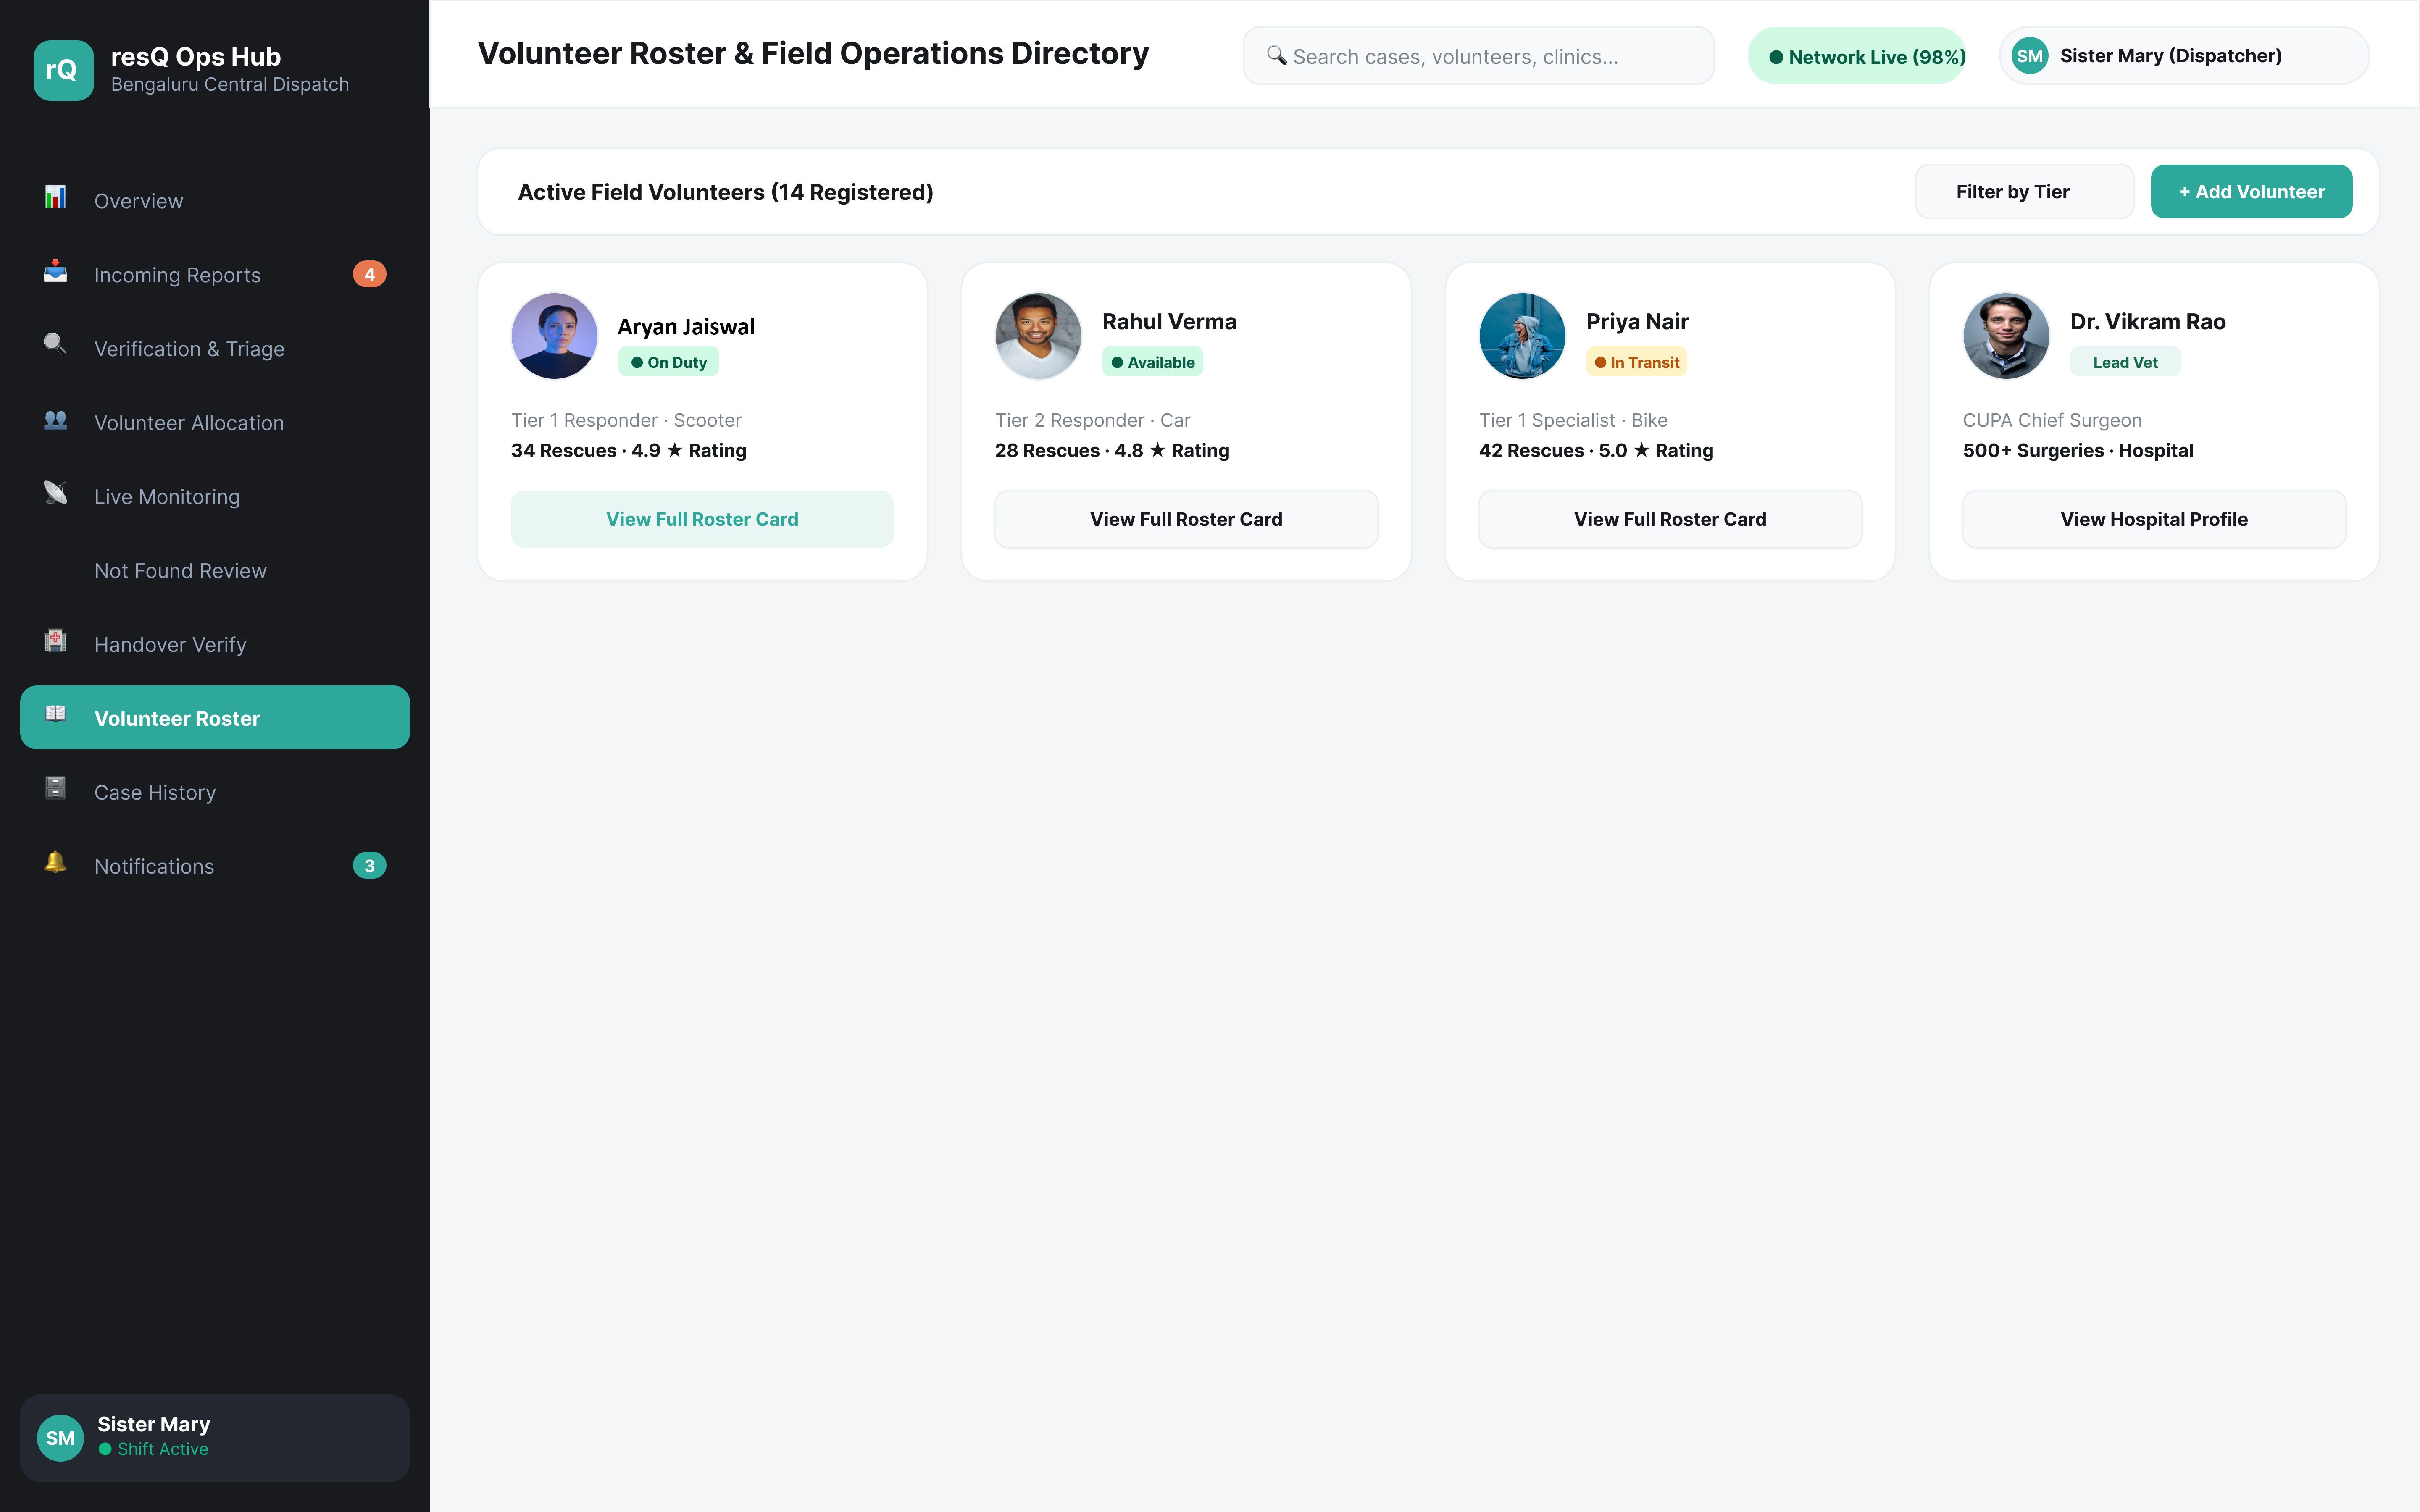 rQ
resQ Ops Hub
Bengaluru Central Dispatch
Overview
Incoming Reports 4
Verification & Triage
Volunteer Allocation
Live Monitoring
Not Found Review
Handover Verify
Volunteer Roster
Case History
Notifications 3
SM
Sister Mary
● Shift Active
Volunteer Roster & Field Operations Directory
🔍 Search cases, volunteers, clinics...
● Network Live (98%)
SM Sister Mary (Dispatcher)
Active Field Volunteers (14 Registered)
Filter by Tier
+ Add Volunteer
Aryan Jaiswal
● On Duty
Tier 1 Responder · Scooter
34 Rescues · 4.9 ★ Rating
View Full Roster Card
Rahul Verma
● Available
Tier 2 Responder · Car
28 Rescues · 4.8 ★ Rating
View Full Roster Card
Priya Nair
● In Transit
Tier 1 Specialist · Bike
42 Rescues · 5.0 ★ Rating
View Full Roster Card
Dr. Vikram Rao
Lead Vet
CUPA Chief Surgeon
500+ Surgeries · Hospital
View Hospital Profile